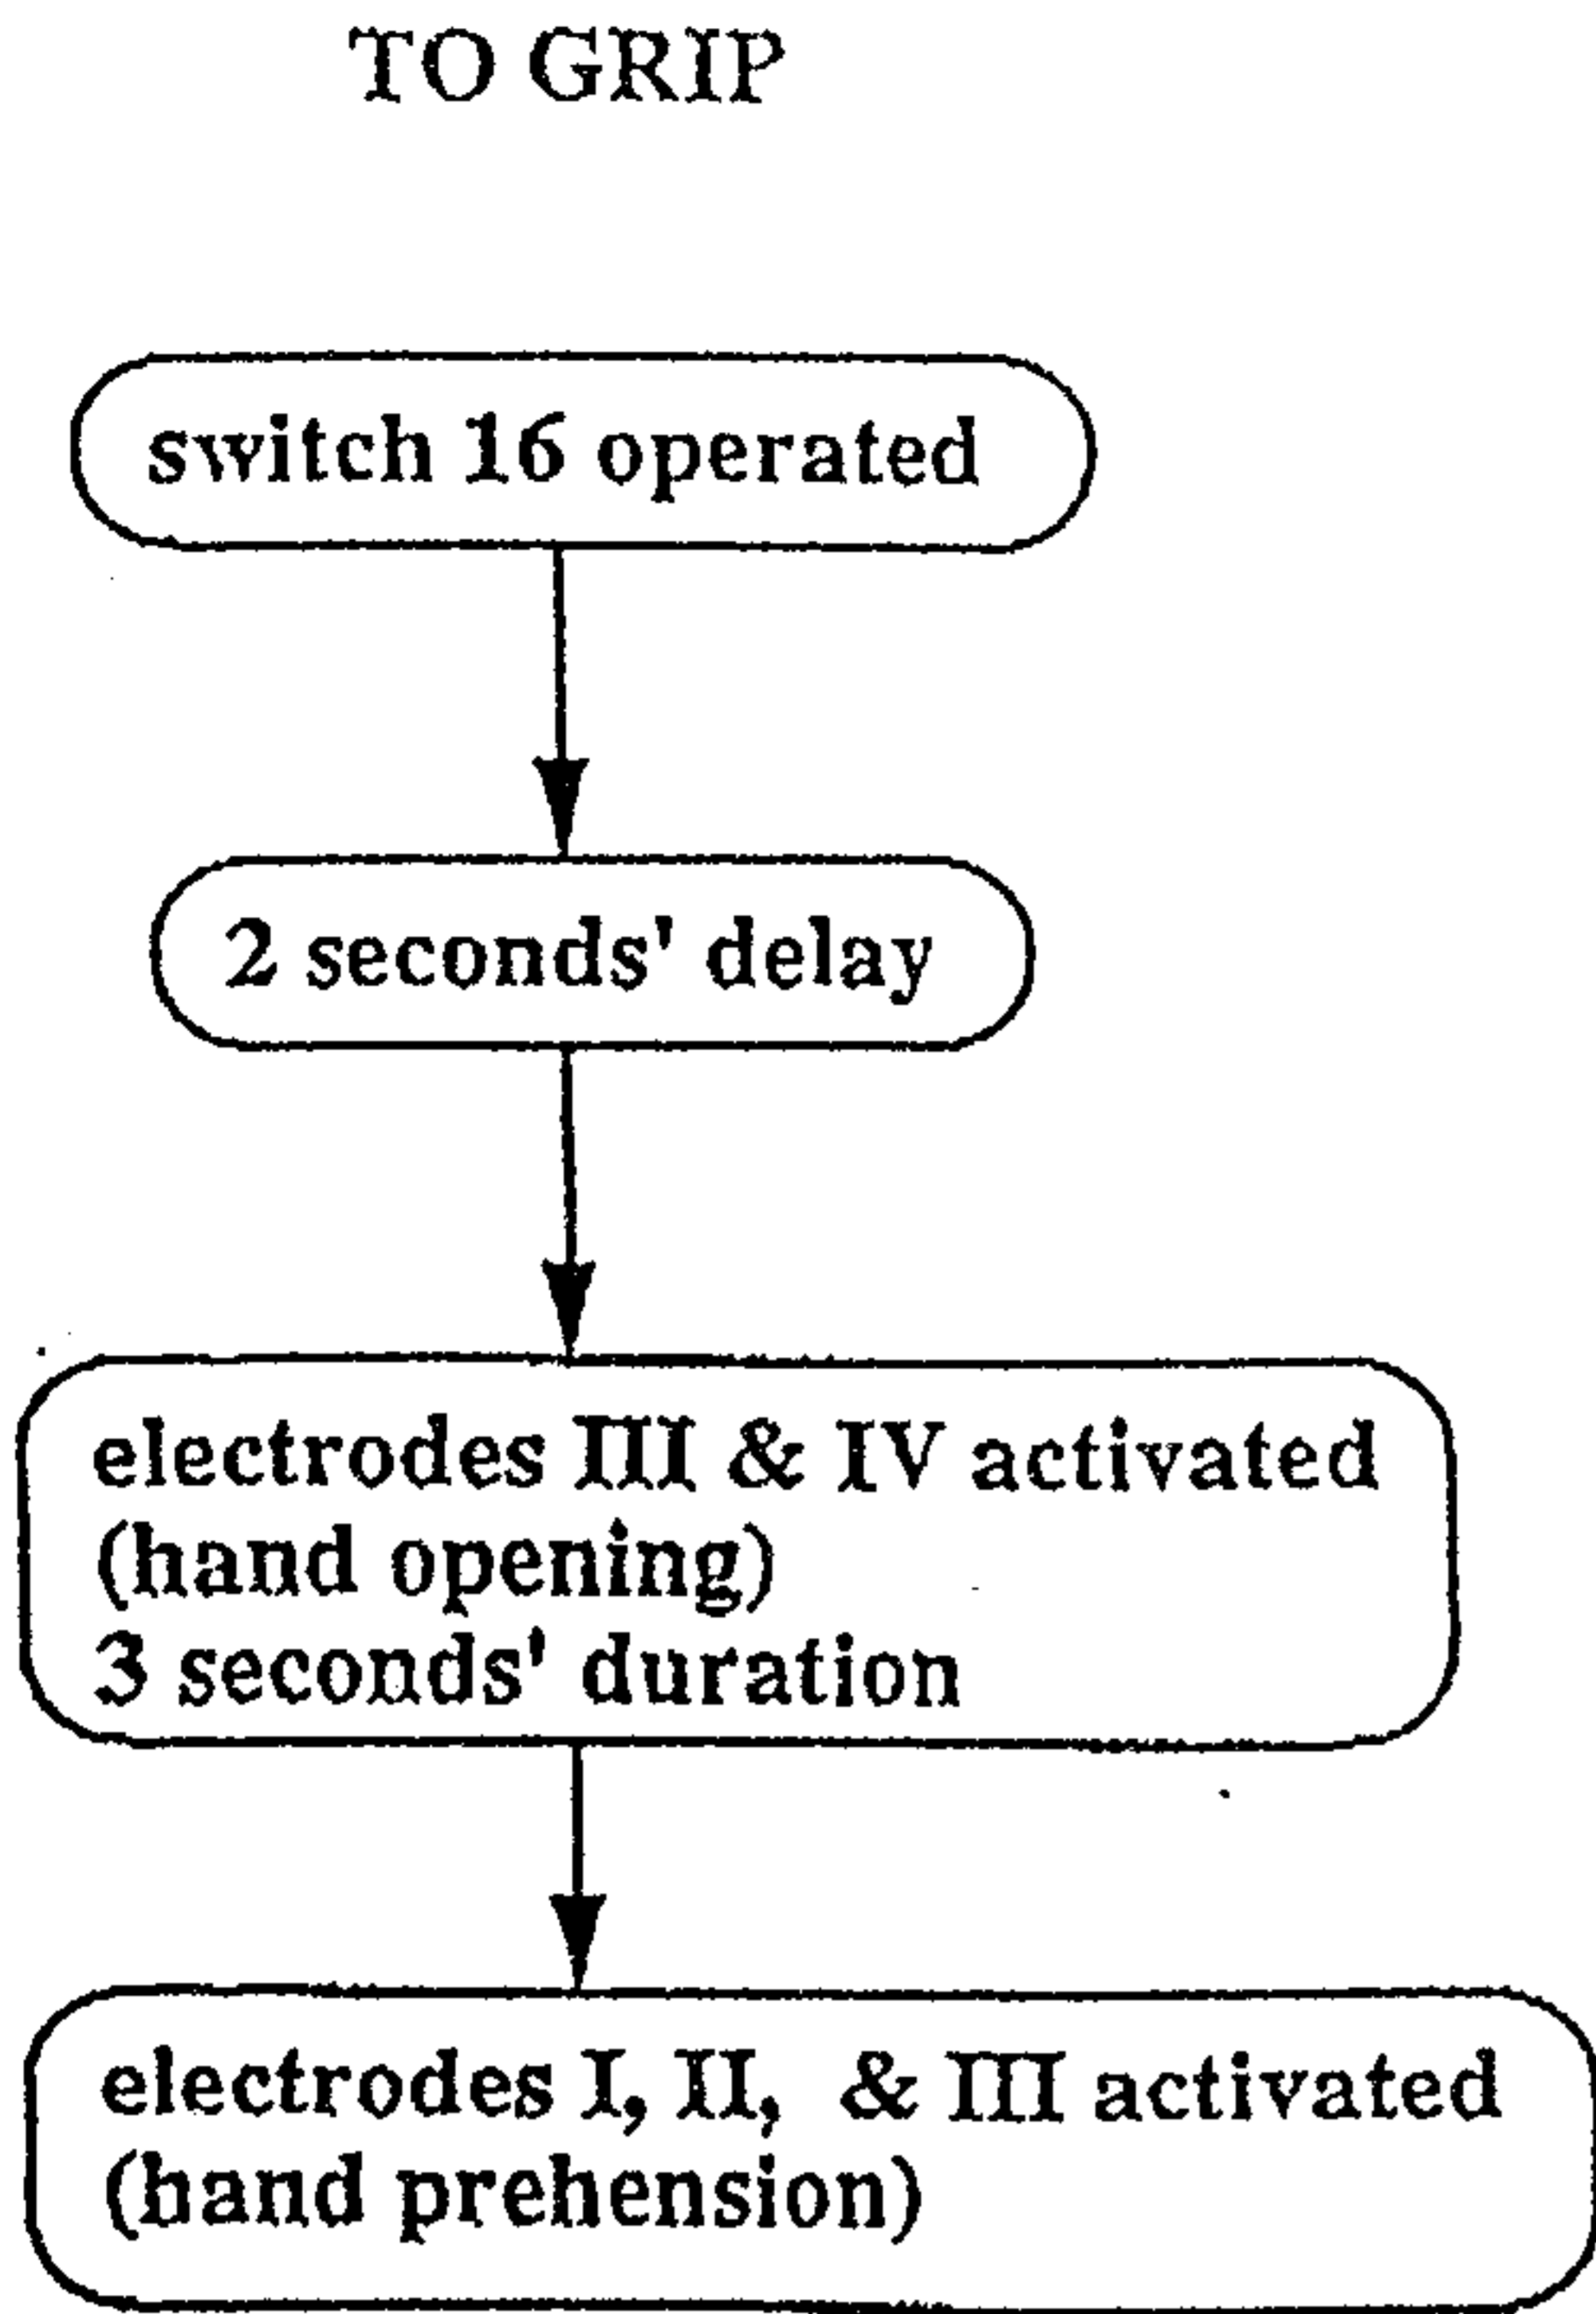 TO GRIP
switch 16 operated
2 seconds' delay
electrodes III & IV activated
(hand opening)
3 seconds' duration
electrodes I, II, & III activated
(hand prehension)